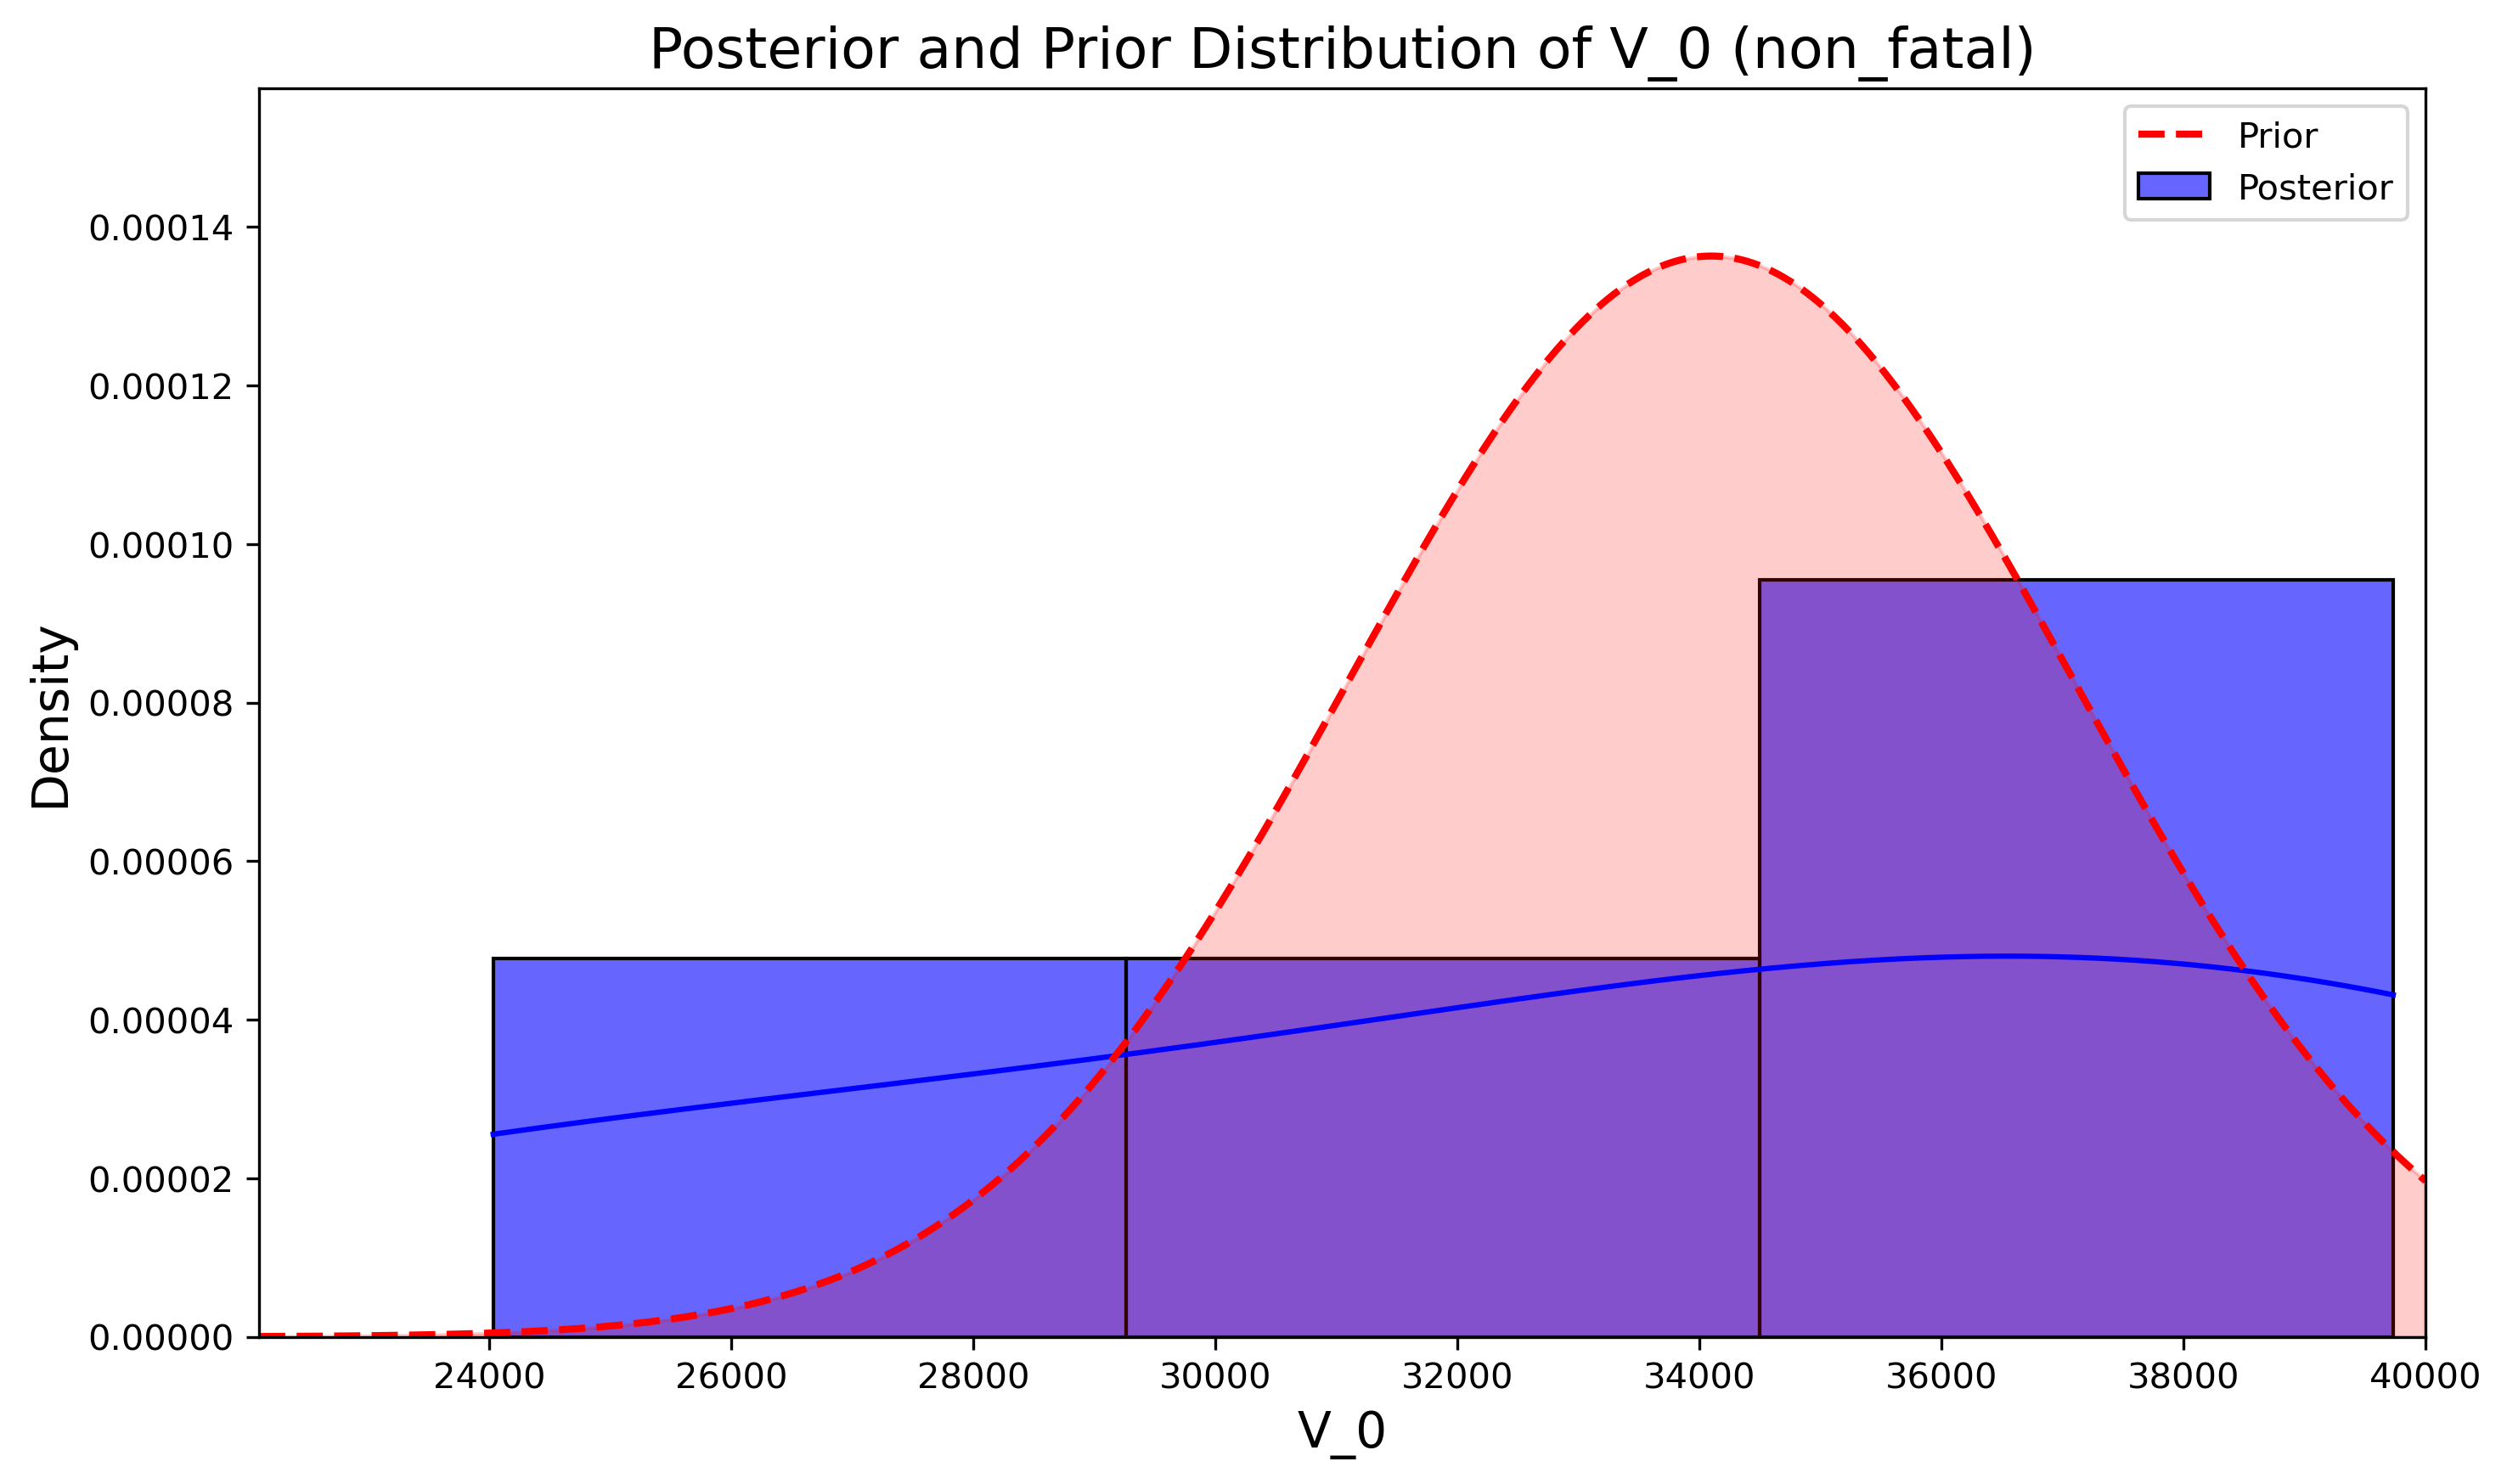 Posterior and Prior Distribution of V_0 (non_fatal)
Prior
Posterior
Density
0.00014
0.00012
0.00010
0.00008
0.00006
0.00004
0.00002
0.00000
24000 26000 28000 30000 32000 34000 36000 38000 40000
V_0